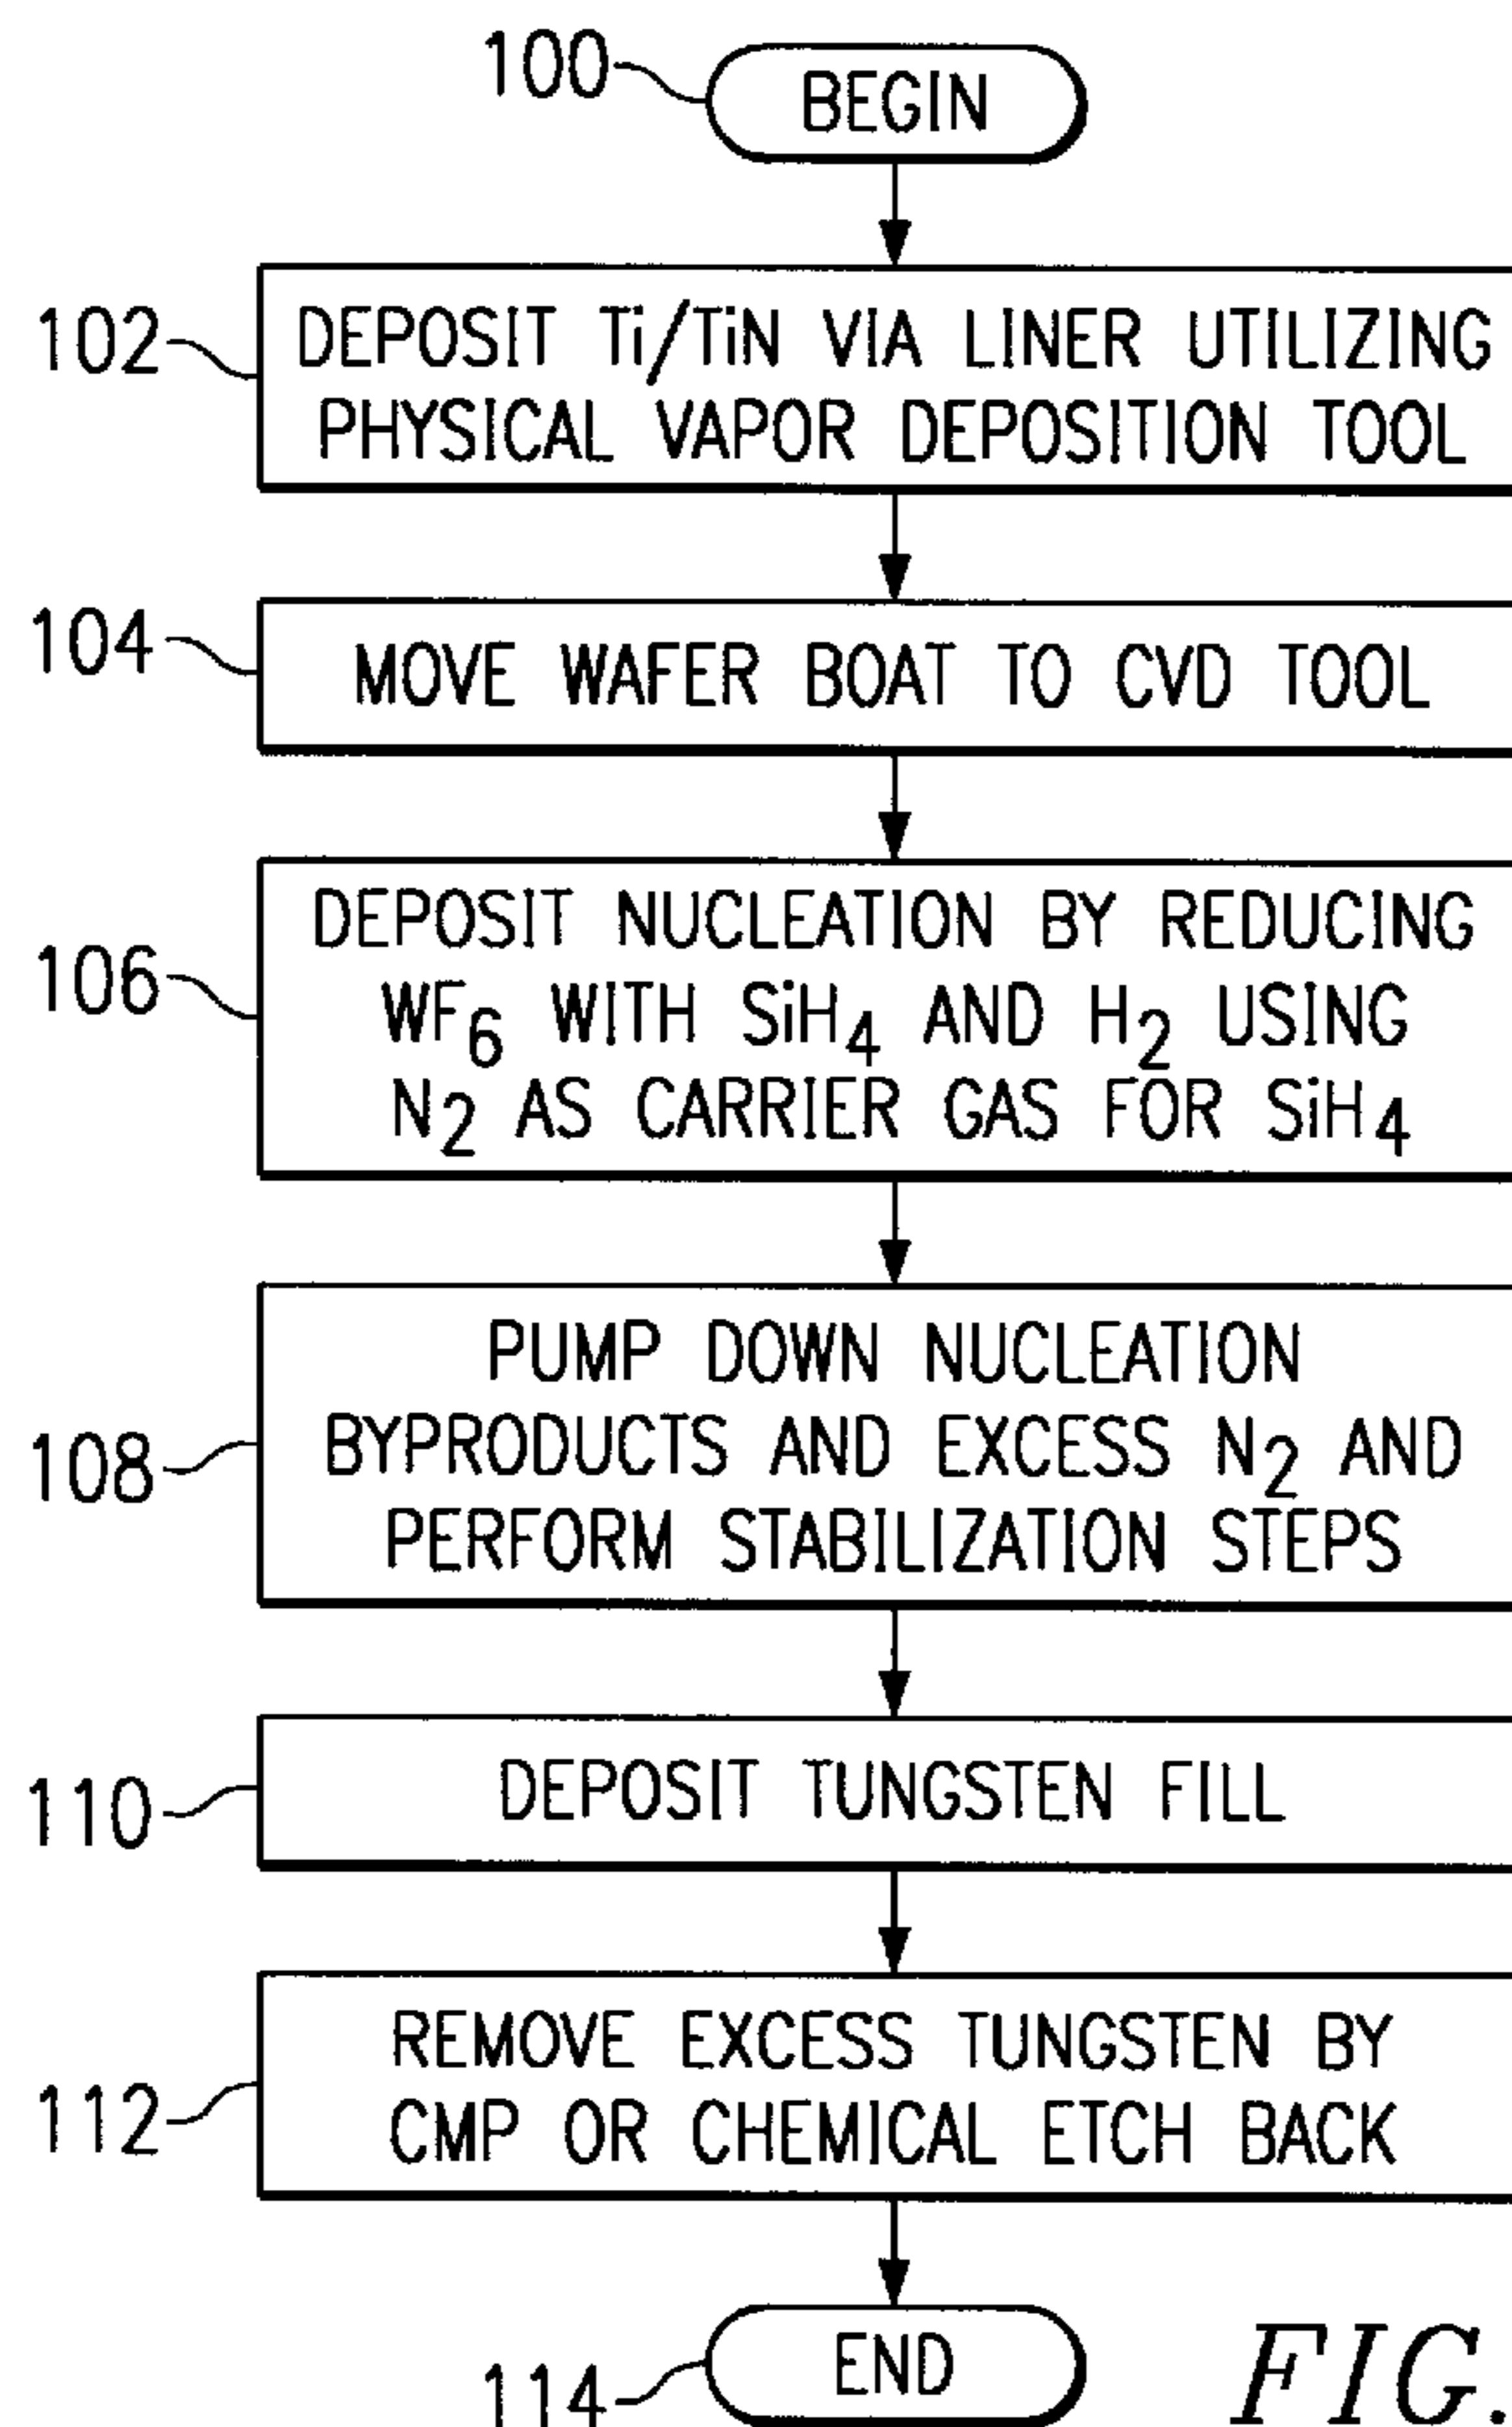 100
BEGIN
102
DEPOSIT Ti/TiN VIA LINER UTILIZING
PHYSICAL VAPOR DEPOSITION TOOL
104
MOVE WAFER BOAT TO CVD TOOL
106
DEPOSIT NUCLEATION BY REDUCING
WF6 WITH SiH4 AND H2 USING
N2 AS CARRIER GAS FOR SiH4
108
PUMP DOWN NUCLEATION
BYPRODUCTS AND EXCESS N2 AND
PERFORM STABILIZATION STEPS
110
DEPOSIT TUNGSTEN FILL
112
REMOVE EXCESS TUNGSTEN BY
CMP OR CHEMICAL ETCH BACK
114
END
FIG.